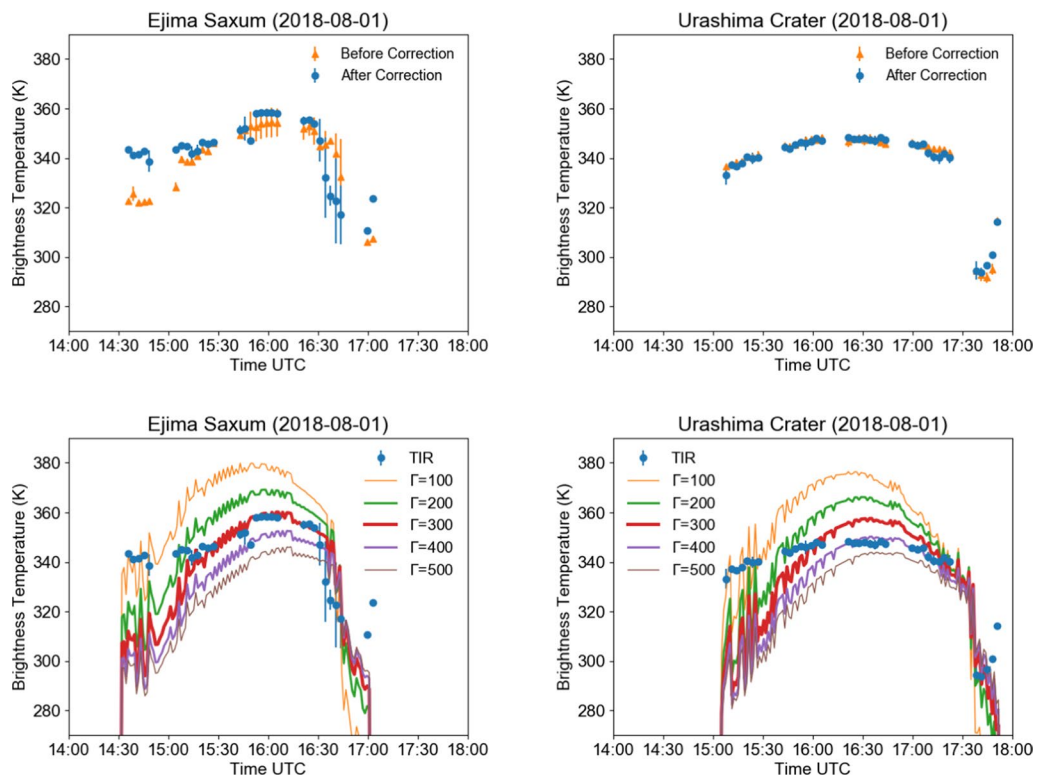 Ejima Saxum (2018-08-01)
Brightness Temperature (K)
380
360
340
320
300
280
Before Correction
After Correction
14:00 14:30 15:00 15:30 16:00 16:30 17:00 17:30 18:00
Time UTC
Urashima Crater (2018-08-01)
Brightness Temperature (K)
380
360
340
320
300
280
Before Correction
After Correction
14:00 14:30 15:00 15:30 16:00 16:30 17:00 17:30 18:00
Time UTC
Ejima Saxum (2018-08-01)
Brightness Temperature (K)
380
360
340
320
300
280
TIR
Γ=100
Γ=200
Γ=300
Γ=400
Γ=500
14:00 14:30 15:00 15:30 16:00 16:30 17:00 17:30 18:00
Time UTC
Urashima Crater (2018-08-01)
Brightness Temperature (K)
380
360
340
320
300
280
TIR
Γ=100
Γ=200
Γ=300
Γ=400
Γ=500
14:00 14:30 15:00 15:30 16:00 16:30 17:00 17:30 18:00
Time UTC